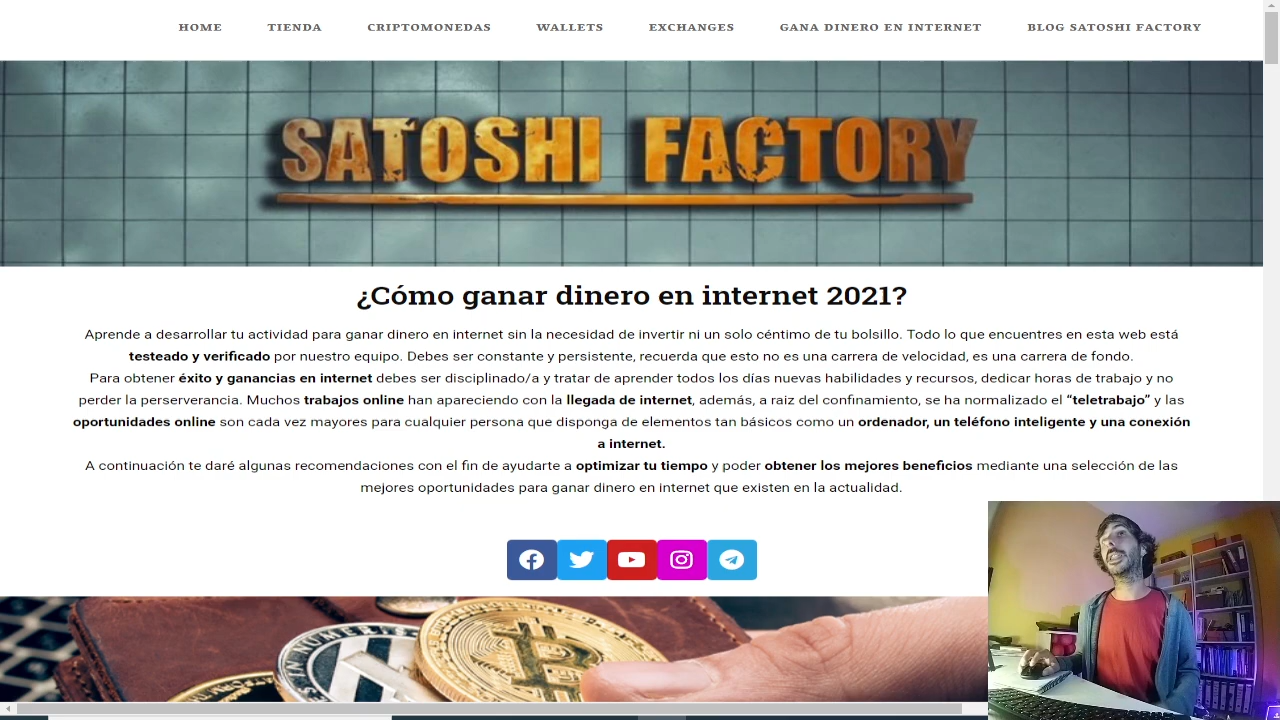 HOME TIENDA CRIPTOMONEDAS WALLETS EXCHANGES GANA DINERO EN INTERNET BLOG SATOSHI FACTORY
SATOSHI FACTORY
¿Cómo ganar dinero en internet 2021?
Aprende a desarrollar tu actividad para ganar dinero en internet sin la necesidad de invertir ni un solo céntimo de tu bolsillo. Todo lo que encuentres en esta web está
testeado y verificado por nuestro equipo. Debes ser constante y persistente, recuerda que esto no es una carrera de velocidad, es una carrera de fondo.
Para obtener éxito y ganancias en internet debes ser disciplinado/a y tratar de aprender todos los días nuevas habilidades y recursos, dedicar horas de trabajo y no
perder la perserverancia. Muchos trabajos online han apareciendo con la llegada de internet, además, a raiz del confinamiento, se ha normalizado el “teletrabajo” y las
oportunidades online son cada vez mayores para cualquier persona que disponga de elementos tan básicos como un ordenador, un teléfono inteligente y una conexión
a internet.
A continuación te daré algunas recomendaciones con el fin de ayudarte a optimizar tu tiempo y poder obtener los mejores beneficios mediante una selección de las
mejores oportunidades para ganar dinero en internet que existen en la actualidad.